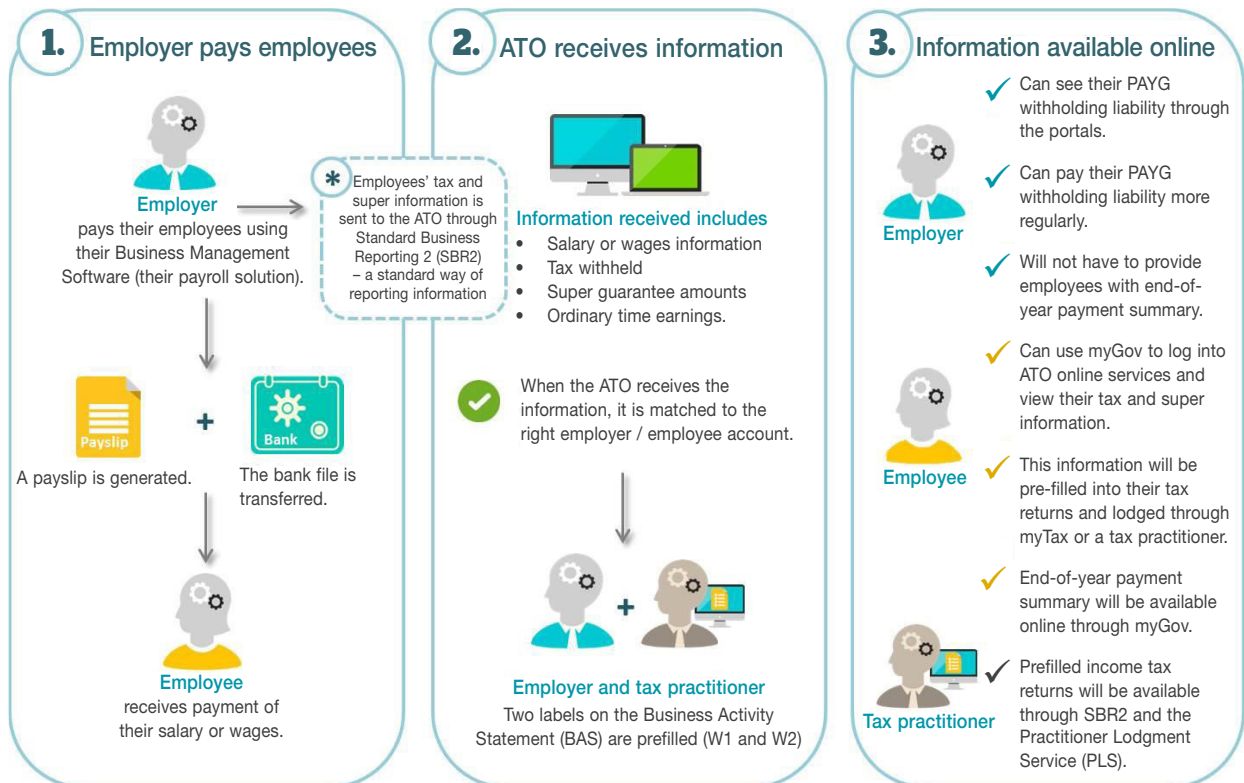 1. Employer pays employees
Employer
pays their employees using
their Business Management
Software (their payroll solution).
Payslip
+
Bank
A payslip is generated.
The bank file is
transferred.
Employee
receives payment of
their salary or wages.
*
Employees' tax and
super information is
sent to the ATO through
Standard Business
Reporting 2 (SBR2)
– a standard way of
reporting information
2. ATO receives information
Information received includes
• Salary or wages information
• Tax withheld
• Super guarantee amounts
• Ordinary time earnings.
When the ATO receives the
information, it is matched to the
right employer / employee account.
+
Employer and tax practitioner
Two labels on the Business Activity
Statement (BAS) are prefilled (W1 and W2)
3. Information available online
Employer
Can see their PAYG
withholding liability through
the portals.
Can pay their PAYG
withholding liability more
regularly.
Will not have to provide
employees with end-of-
year payment summary.
Employee
Can use myGov to log into
ATO online services and
view their tax and super
information.
This information will be
pre-filled into their tax
returns and lodged through
myTax or a tax practitioner.
End-of-year payment
summary will be available
online through myGov.
Tax practitioner
Prefilled income tax
returns will be available
through SBR2 and the
Practitioner Lodgment
Service (PLS).